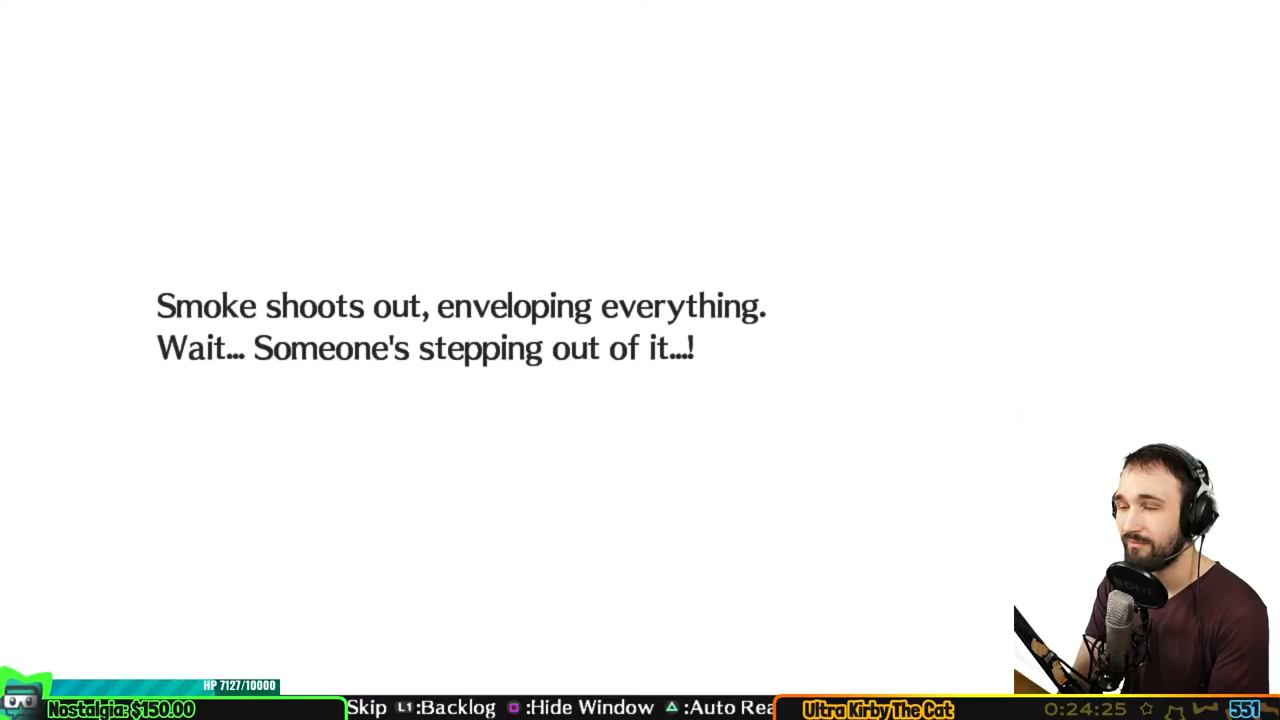 Smoke shoots out, enveloping everything.
Wait... Someone's stepping out of it...!
RODE
HP 7127/10000
Nostalgia: $150.00
Skip L1:Backlog :Hide Window :Auto Rea
Ultra Kirby The Cat
0:24:25
551